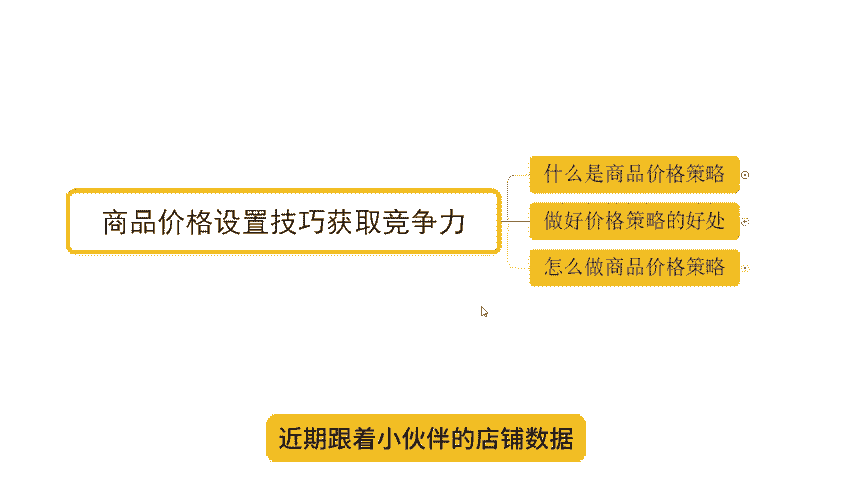 商品价格设置技巧获取竞争力
什么是商品价格策略
做好价格策略的好处
怎么做商品价格策略
近期跟着小伙伴的店铺数据